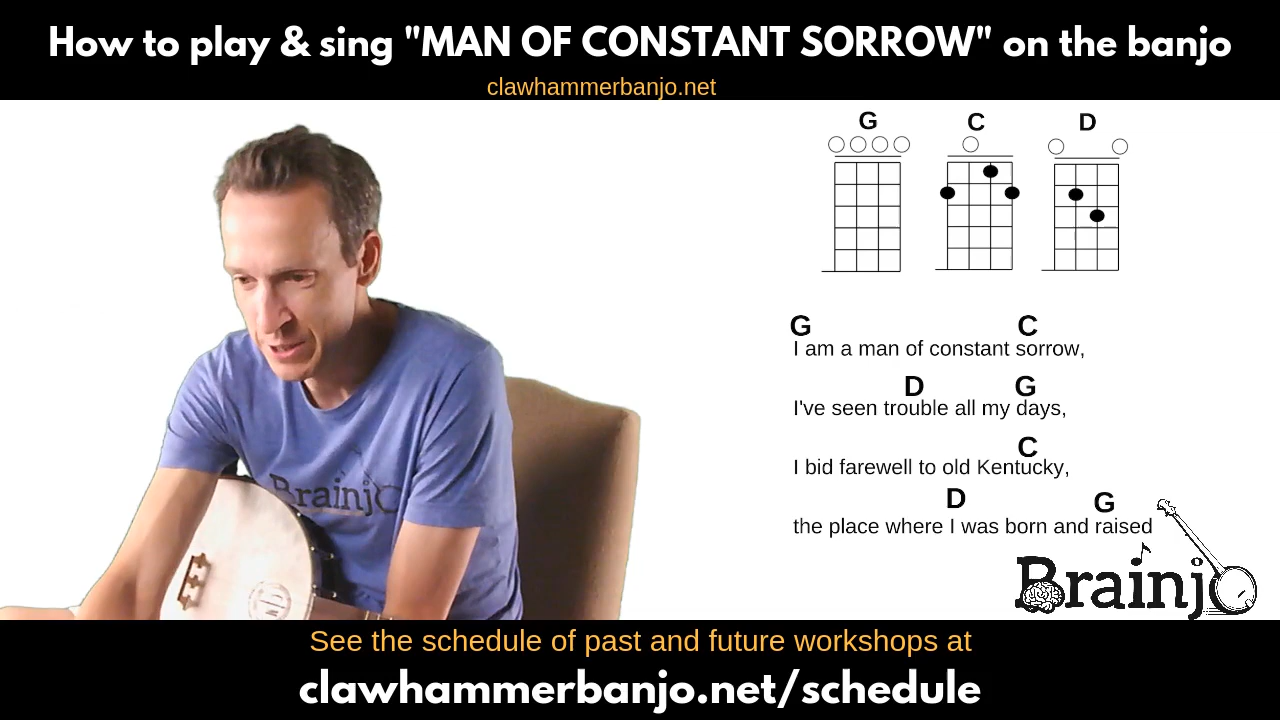 How to play & sing "MAN OF CONSTANT SORROW" on the banjo
clawhammerbanjo.net
G C D
G C
I am a man of constant sorrow,
D G
I've seen trouble all my days,
C
I bid farewell to old Kentucky,
D G
the place where I was born and raised
Brainjo
Brainjo
See the schedule of past and future workshops at
clawhammerbanjo.net/schedule